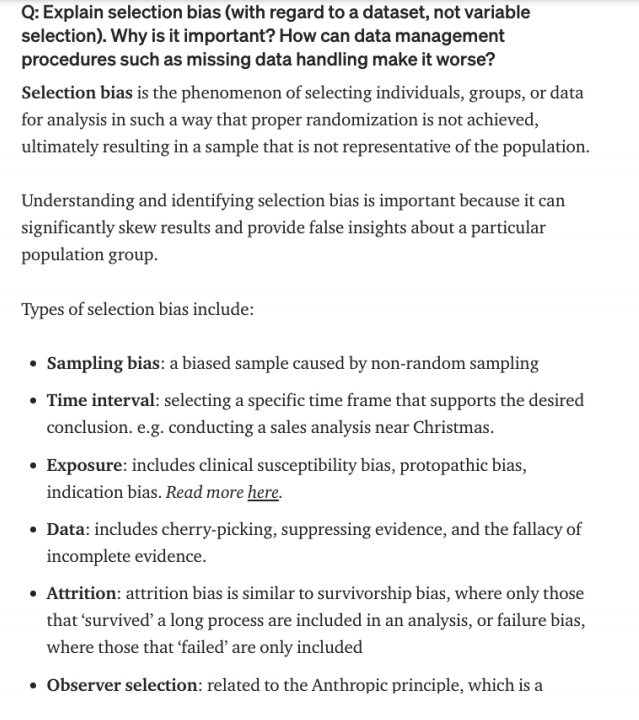 Q: Explain selection bias (with regard to a dataset, not variable
selection). Why is it important? How can data management
procedures such as missing data handling make it worse?
Selection bias is the phenomenon of selecting individuals, groups, or data
for analysis in such a way that proper randomization is not achieved,
ultimately resulting in a sample that is not representative of the population.
Understanding and identifying selection bias is important because it can
significantly skew results and provide false insights about a particular
population group.
Types of selection bias include:
• Sampling bias: a biased sample caused by non-random sampling
• Time interval: selecting a specific time frame that supports the desired
conclusion. e.g. conducting a sales analysis near Christmas.
• Exposure: includes clinical susceptibility bias, protopathic bias,
indication bias. Read more here.
• Data: includes cherry-picking, suppressing evidence, and the fallacy of
incomplete evidence.
• Attrition: attrition bias is similar to survivorship bias, where only those
that ‘survived’ a long process are included in an analysis, or failure bias,
where those that ‘failed’ are only included
• Observer selection: related to the Anthropic principle, which is a